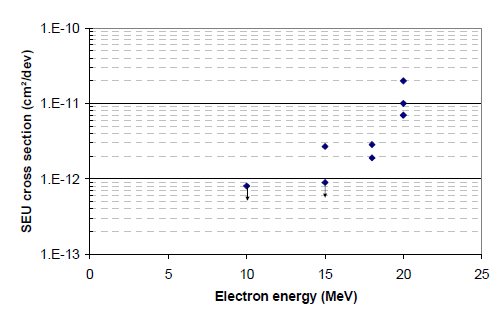 1.E-10
1.E-11
1.E-12
1.E-13
SEU cross section (cm²/dev)
0 5 10 15 20 25
Electron energy (MeV)